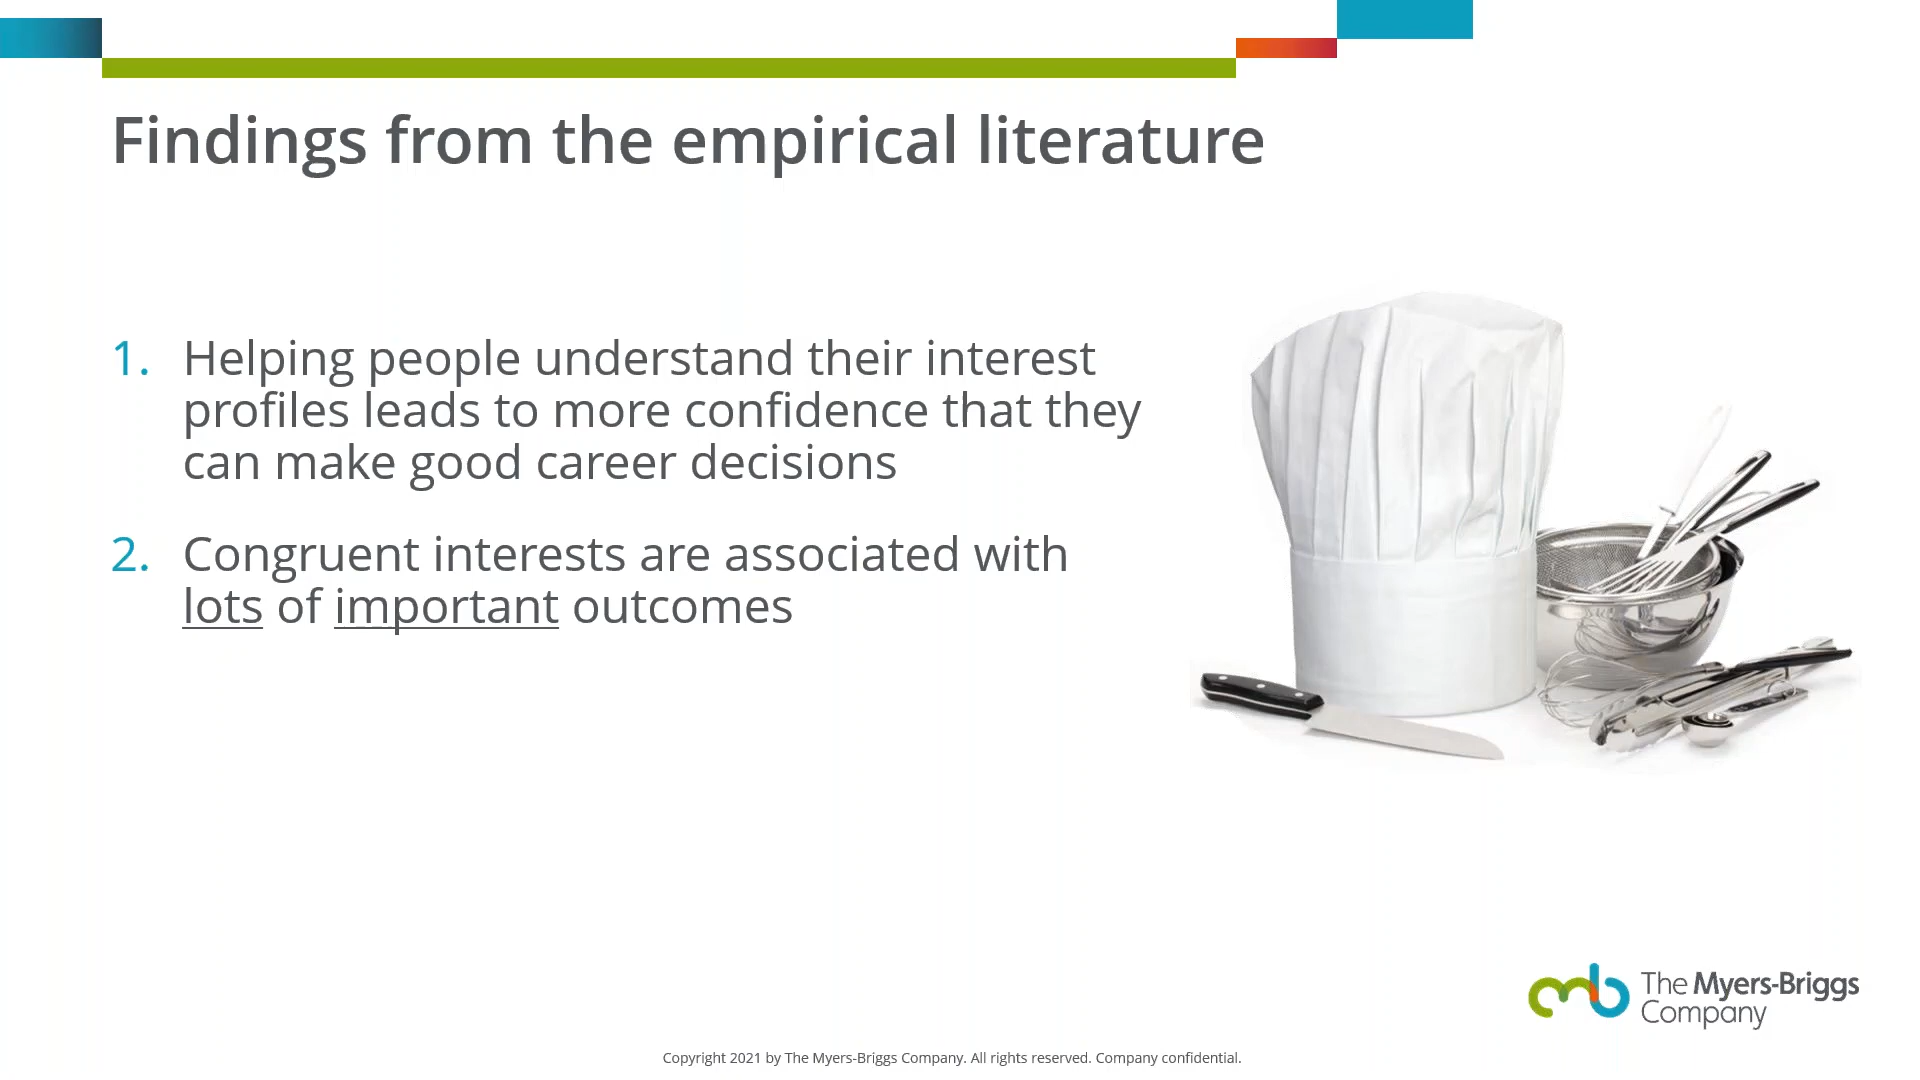 Findings from the empirical literature
1. Helping people understand their interest
profiles leads to more confidence that they
can make good career decisions
2. Congruent interests are associated with
lots of important outcomes
mb
The Myers-Briggs
Company
Copyright 2021 by The Myers-Briggs Company. All rights reserved. Company confidential.